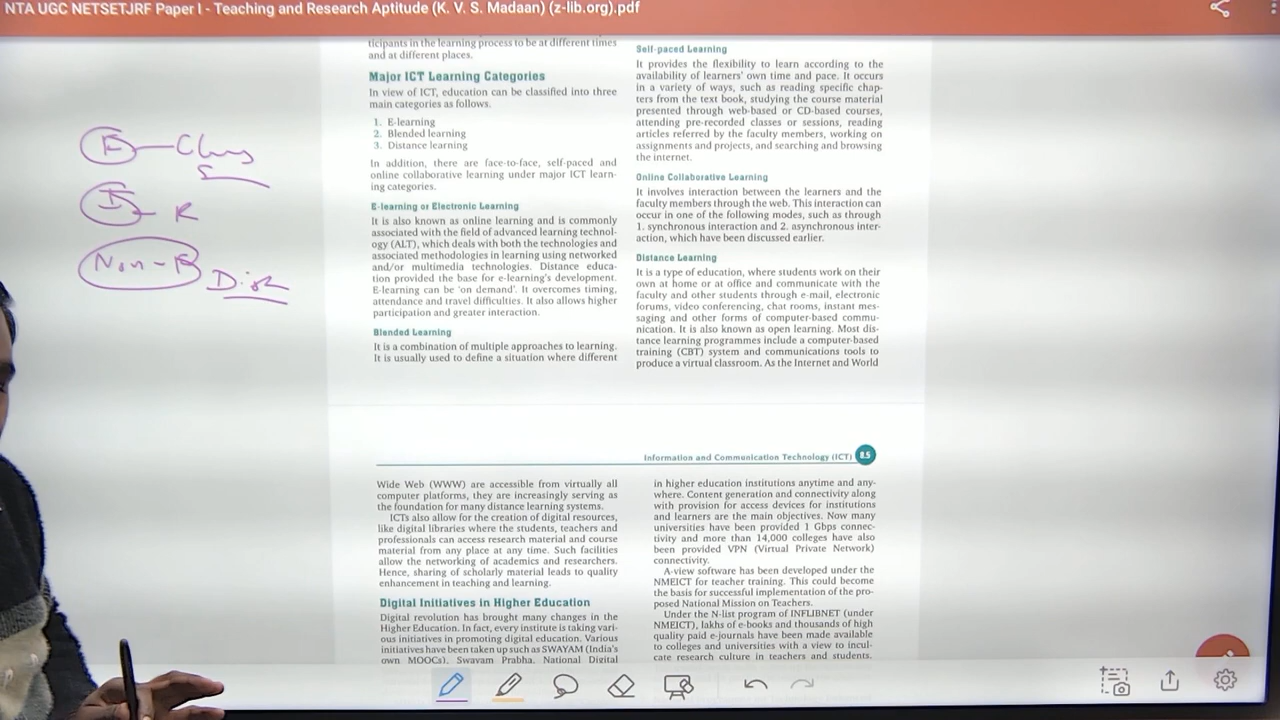 NTA UGC NETSETJRF Paper I - Teaching and Research Aptitude (K. V. S. Madaan) (z-lib.org).pdf
E - Class
S
I - R
Non-F
Dist
ticipants in the learning process to be at different times
and at different places.
Major ICT Learning Categories
In view of ICT, education can be classified into three
main categories as follows.
1. E-learning
2. Blended learning
3. Distance learning
In addition, there are face-to-face, self-paced and
online collaborative learning under major ICT learn-
ing categories.
E-learning or Electronic Learning
It is also known as online learning and is commonly
associated with the field of advanced learning technol-
ogy (ALT), which deals with both the technologies and
associated methodologies in learning using networked
and/or multimedia technologies. Distance educa-
tion provided the base for e-learning's development.
E-learning can be 'on demand'. It overcomes timing,
attendance and travel difficulties. It also allows higher
participation and greater interaction.
Blended Learning
It is a combination of multiple approaches to learning.
It is usually used to define a situation where different
Self-paced Learning
It provides the flexibility to learn according to the
availability of learners' own time and pace. It occurs
in a variety of ways, such as reading specific chap-
ters from the text book, studying the course material
presented through web-based or CD-based courses,
attending pre-recorded classes or sessions, reading
articles referred by the faculty members, working on
assignments and projects, and searching and browsing
the internet.
Online Collaborative Learning
It involves interaction between the learners and the
faculty members through the web. This interaction can
occur in one of the following modes, such as through
1. synchronous interaction and 2. asynchronous inter-
action, which have been discussed earlier.
Distance Learning
It is a type of education, where students work on their
own at home or at office and communicate with the
faculty and other students through e-mail, electronic
forums, video conferencing, chat rooms, instant mes-
saging and other forms of computer-based commu-
nication. It is also known as open learning. Most dis-
tance learning programmes include a computer-based
training (CBT) system and communications tools to
produce a virtual classroom. As the Internet and World
Information and Communication Technology (ICT) 8.5
Wide Web (WWW) are accessible from virtually all
computer platforms, they are increasingly serving as
the foundation for many distance learning systems.
ICTs also allow for the creation of digital resources,
like digital libraries where the students, teachers and
professionals can access research material and course
material from any place at any time. Such facilities
allow the networking of academics and researchers.
Hence, sharing of scholarly material leads to quality
enhancement in teaching and learning.
Digital Initiatives in Higher Education
Digital revolution has brought many changes in the
Higher Education. In fact, every institute is taking vari-
ous initiatives in promoting digital education. Various
initiatives have been taken up such as SWAYAM (India's
own MOOCs), Swayam Prabha, National Digital
in higher education institutions anytime and any-
where. Content generation and connectivity along
with provision for access devices for institutions
and learners are the main objectives. Now many
universities have been provided 1 Gbps connec-
tivity and more than 14,000 colleges have also
been provided VPN (Virtual Private Network)
connectivity.
A-view software has been developed under the
NMEICT for teacher training. This could become
the basis for successful implementation of the pro-
posed National Mission on Teachers.
Under the N-list program of INFLIBNET (under
NMEICT), lakhs of e-books and thousands of high
quality paid e-journals have been made available
to colleges and universities with a view to incul-
cate research culture in teachers and students.